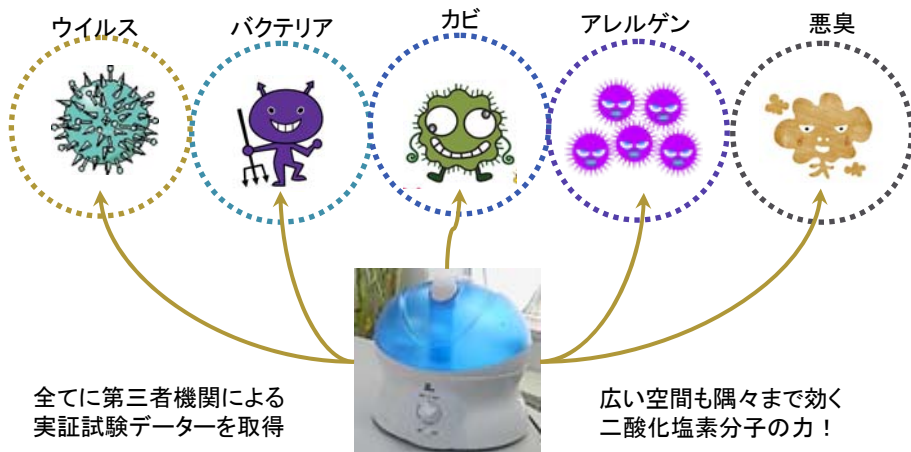 ウイルス
バクテリア
カビ
アレルゲン
悪臭
全てに第三者機関による
実証試験データーを取得
広い空間も隅々まで効く
二酸化塩素分子の力！